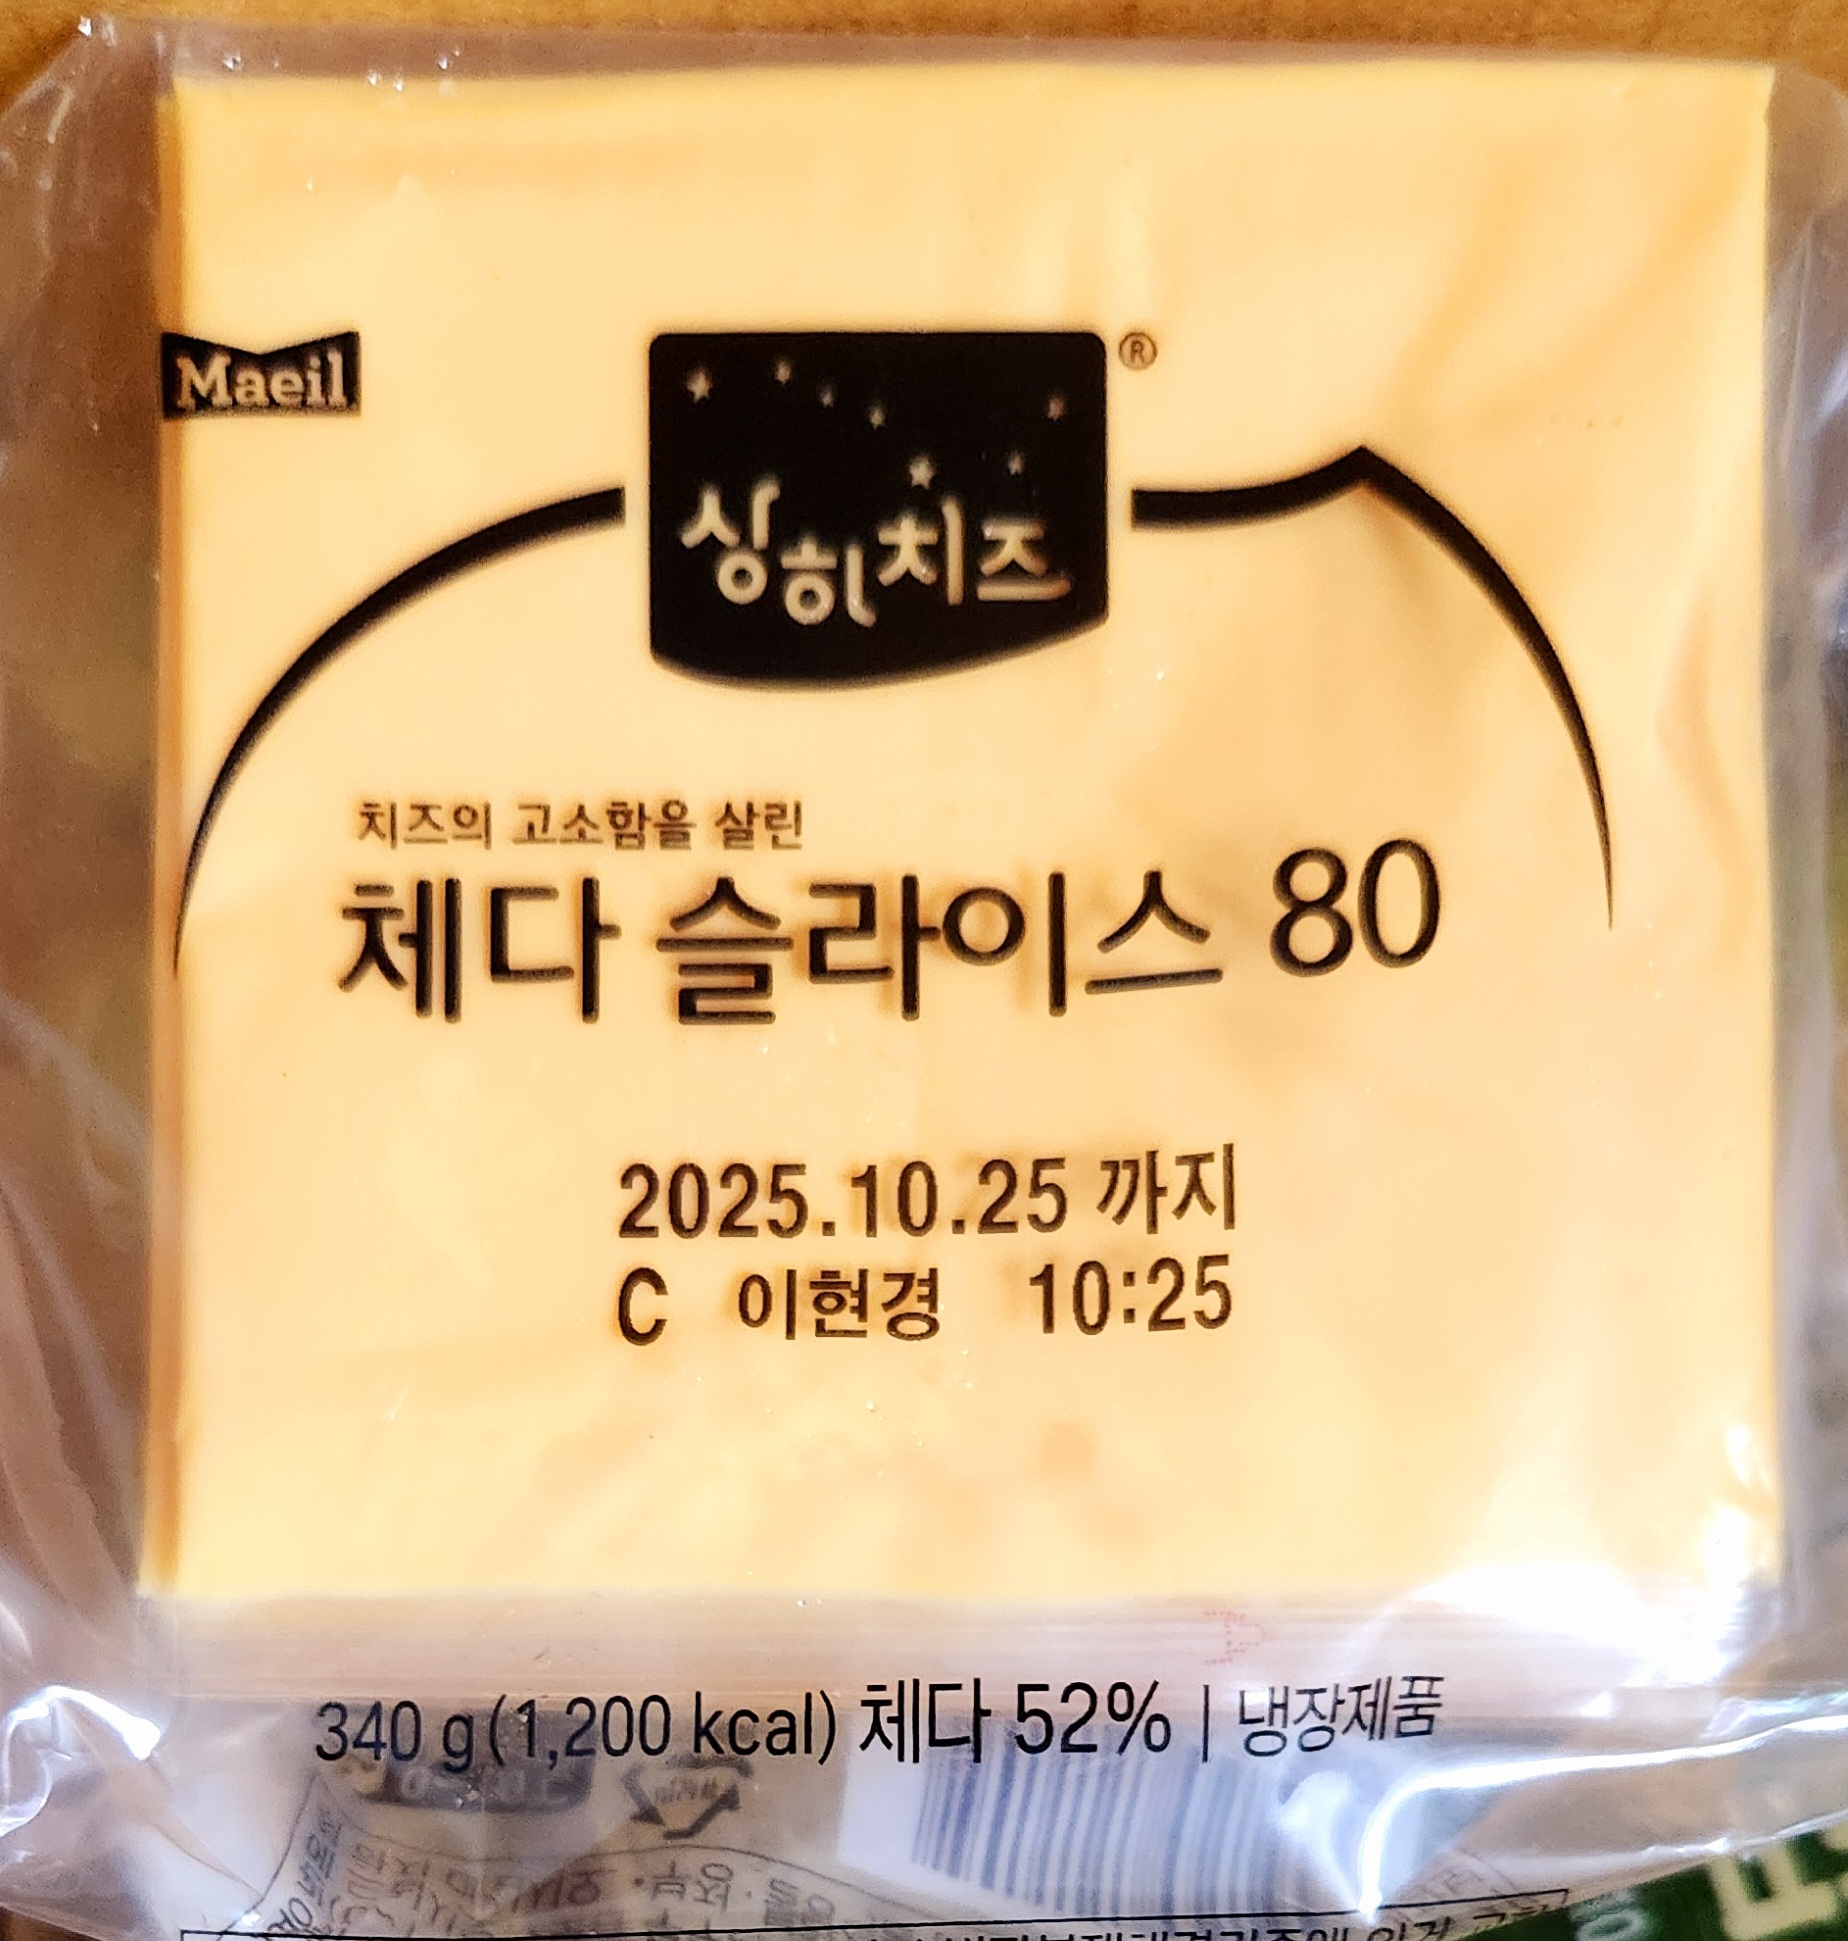 Maeil
상하치즈®
치즈의 고소함을 살린
체다 슬라이스 80
2025.10.25 까지
C 이현경 10:25
340 g (1,200 kcal) 체다 52% | 냉장제품